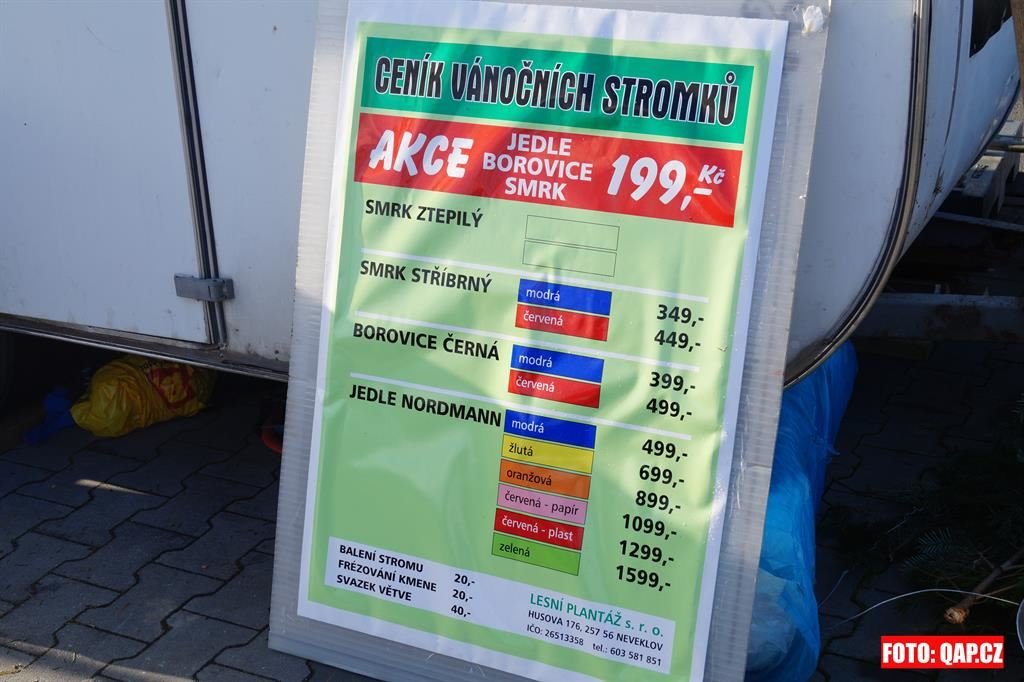 CENÍK VÁNOČNÍCH STROMKŮ
AKCE JEDLE BOROVICE SMRK 199,- Kč
SMRK ZTEPILÝ
SMRK STŘÍBRNÝ
modrá 349,-
červená 449,-
BOROVICE ČERNÁ
modrá 399,-
červená 499,-
JEDLE NORDMANN
modrá 499,-
žlutá 699,-
oranžová 899,-
červená - papír 1099,-
červená - plast 1299,-
zelená 1599,-
BALENÍ STROMU 20,-
FRÉZOVÁNÍ KMENE 20,-
SVAZEK VĚTVE 40,-
LESNÍ PLANTÁŽ s. r. o.
HUSOVA 176, 257 56 NEVEKLOV
IČO: 26513358 tel.: 603 581 851
FOTO: QAP.CZ